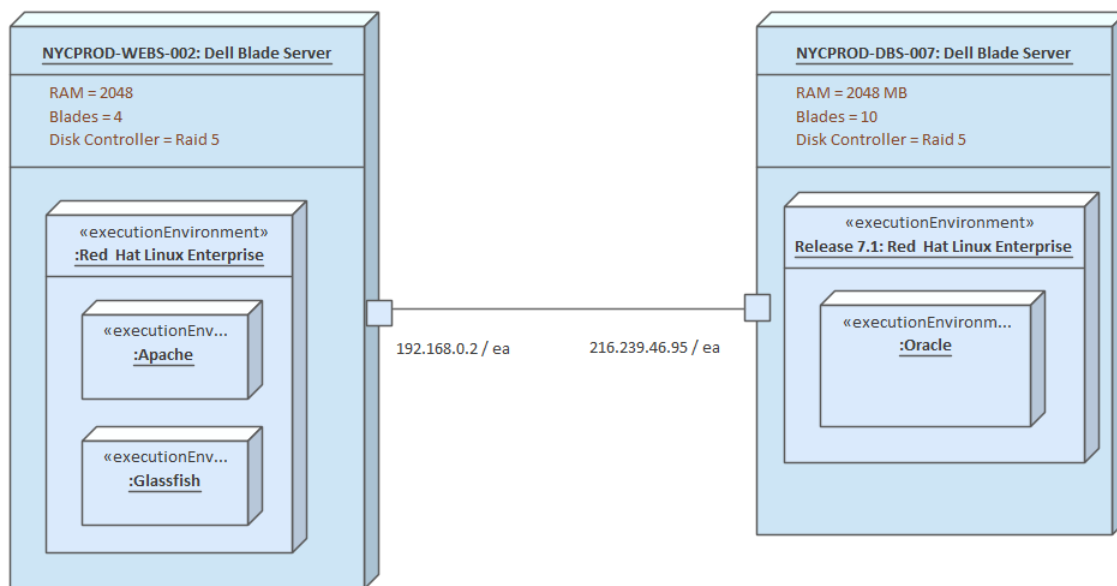 NYCPROD-WEBS-002: Dell Blade Server
RAM = 2048
Blades = 4
Disk Controller = Raid 5
«executionEnvironment»
:Red Hat Linux Enterprise
«executionEnv...
:Apache
«executionEnv...
:Glassfish
192.168.0.2 / ea
216.239.46.95 / ea
NYCPROD-DBS-007: Dell Blade Server
RAM = 2048 MB
Blades = 10
Disk Controller = Raid 5
«executionEnvironment»
Release 7.1: Red Hat Linux Enterprise
«executionEnvironm...
:Oracle